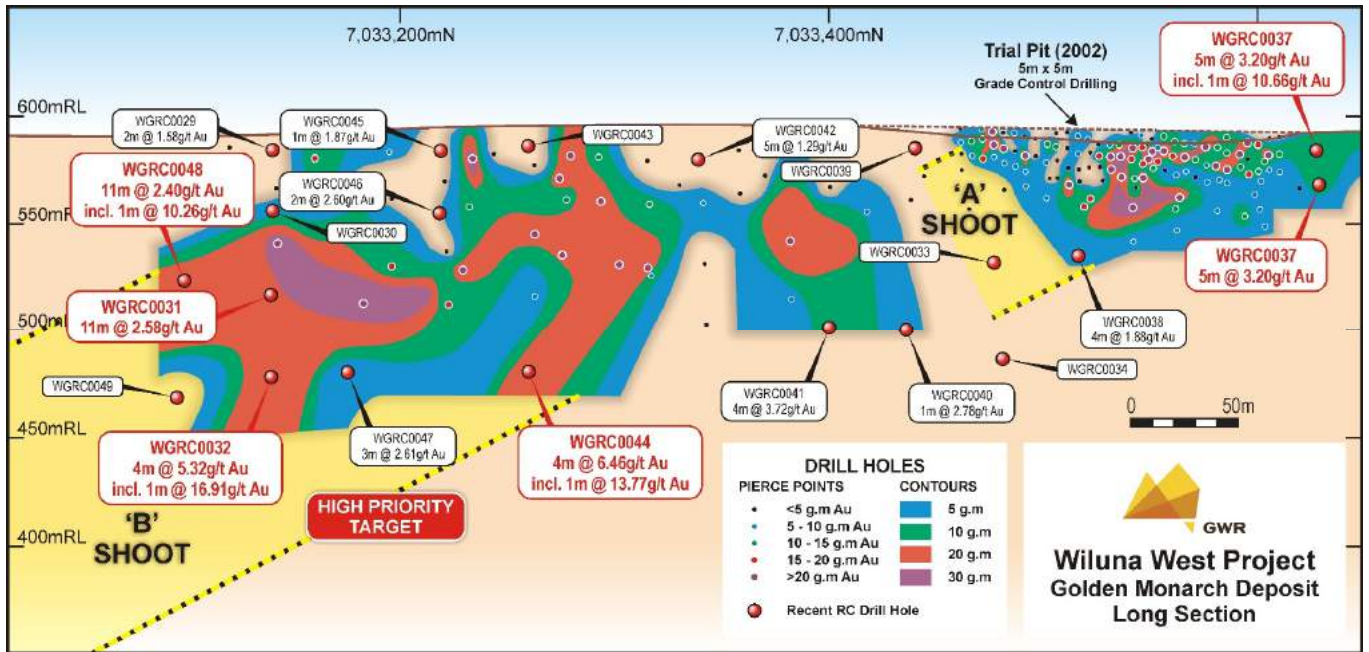 7,033,200mN
7,033,400mN
600mRL
550mRL
500mRL
450mRL
400mRL
WGRC0029
2m @ 1.58g/t Au
WGRC0045
1m @ 1.87g/t Au
WGRC0043
WGRC0042
5m @ 1.29g/t Au
WGRC0039
Trial Pit (2002)
5m x 5m
Grade Control Drilling
WGRC0037
5m @ 3.20g/t Au
incl. 1m @ 10.66g/t Au
WGRC0048
11m @ 2.40g/t Au
incl. 1m @ 10.26g/t Au
WGRC0046
2m @ 2.60g/t Au
WGRC0030
'A'
SHOOT
WGRC0033
WGRC0037
5m @ 3.20g/t Au
WGRC0031
11m @ 2.58g/t Au
WGRC0038
4m @ 1.88g/t Au
WGRC0034
WGRC0049
WGRC0041
4m @ 3.72g/t Au
WGRC0040
1m @ 2.78g/t Au
0 50m
WGRC0032
4m @ 5.32g/t Au
incl. 1m @ 16.91g/t Au
WGRC0047
3m @ 2.61g/t Au
WGRC0044
4m @ 6.46g/t Au
incl. 1m @ 13.77g/t Au
'B'
SHOOT
HIGH PRIORITY
TARGET
DRILL HOLES
PIERCE POINTS CONTOURS
<5 g.m Au 5 g.m
5 - 10 g.m Au 10 g.m
10 - 15 g.m Au 20 g.m
15 - 20 g.m Au 30 g.m
>20 g.m Au
Recent RC Drill Hole
GWR
Wiluna West Project
Golden Monarch Deposit
Long Section